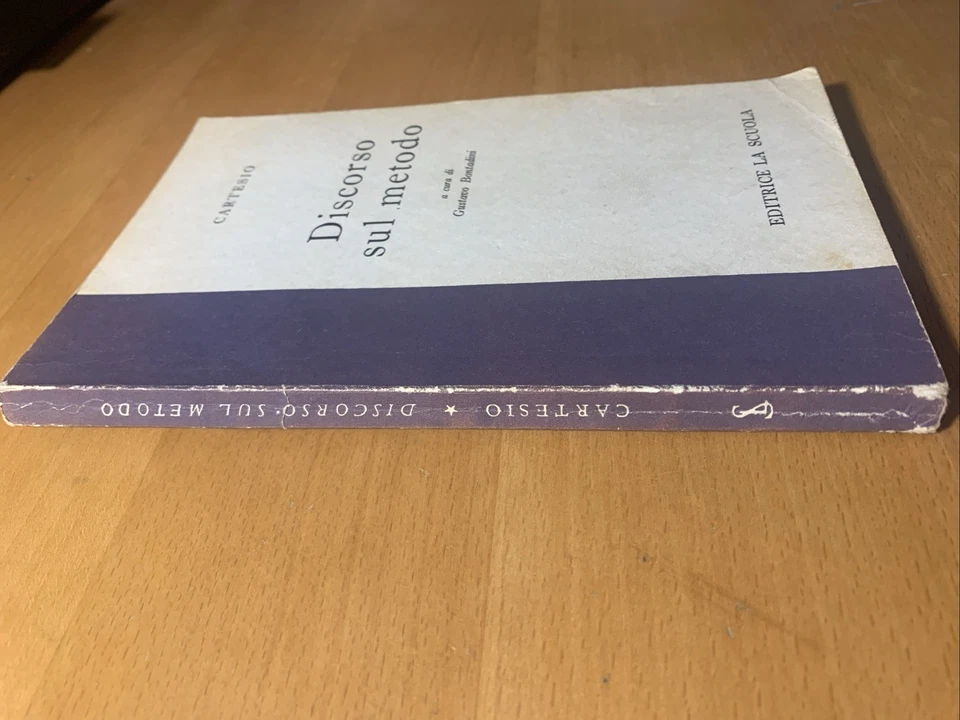 CARTESIO
Discorso
sul metodo
a cura di
Gustavo Bontadini
EDITRICE LA SCUOLA
CARTESIO ★ DISCORSO SUL METODO